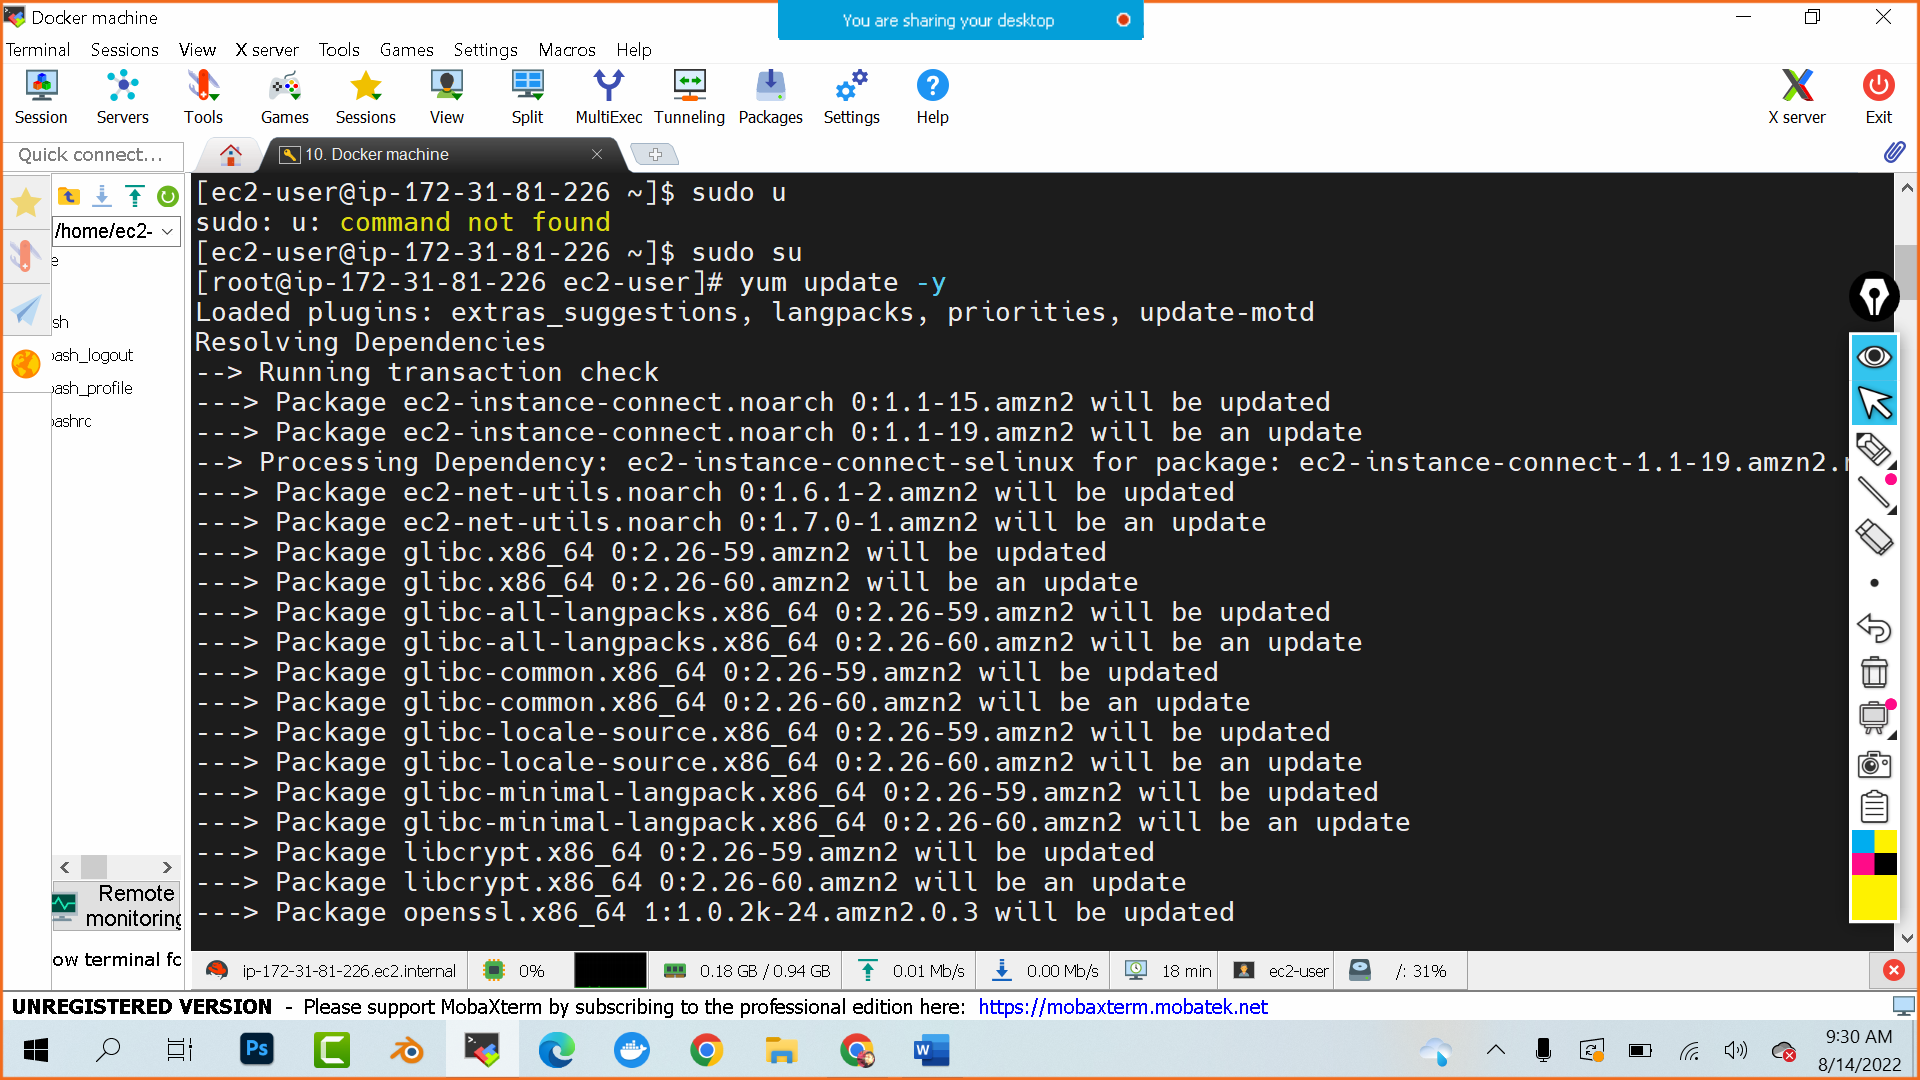 Docker machine
You are sharing your desktop
Terminal Sessions View X server Tools Games Settings Macros Help
Session Servers Tools Games Sessions View Split MultiExec Tunneling Packages Settings Help X server Exit
Quick connect...
10. Docker machine
/home/ec2-
e
sh
bash_logout
bash_profile
bashrc
Remote
monitoring
ow terminal fo
[ec2-user@ip-172-31-81-226 ~]$ sudo u
sudo: u: command not found
[ec2-user@ip-172-31-81-226 ~]$ sudo su
[root@ip-172-31-81-226 ec2-user]# yum update -y
Loaded plugins: extras_suggestions, langpacks, priorities, update-motd
Resolving Dependencies
--> Running transaction check
---> Package ec2-instance-connect.noarch 0:1.1-15.amzn2 will be updated
---> Package ec2-instance-connect.noarch 0:1.1-19.amzn2 will be an update
--> Processing Dependency: ec2-instance-connect-selinux for package: ec2-instance-connect-1.1-19.amzn2.
---> Package ec2-net-utils.noarch 0:1.6.1-2.amzn2 will be updated
---> Package ec2-net-utils.noarch 0:1.7.0-1.amzn2 will be an update
---> Package glibc.x86_64 0:2.26-59.amzn2 will be updated
---> Package glibc.x86_64 0:2.26-60.amzn2 will be an update
---> Package glibc-all-langpacks.x86_64 0:2.26-59.amzn2 will be updated
---> Package glibc-all-langpacks.x86_64 0:2.26-60.amzn2 will be an update
---> Package glibc-common.x86_64 0:2.26-59.amzn2 will be updated
---> Package glibc-common.x86_64 0:2.26-60.amzn2 will be an update
---> Package glibc-locale-source.x86_64 0:2.26-59.amzn2 will be updated
---> Package glibc-locale-source.x86_64 0:2.26-60.amzn2 will be an update
---> Package glibc-minimal-langpack.x86_64 0:2.26-59.amzn2 will be updated
---> Package glibc-minimal-langpack.x86_64 0:2.26-60.amzn2 will be an update
---> Package libcrypt.x86_64 0:2.26-59.amzn2 will be updated
---> Package libcrypt.x86_64 0:2.26-60.amzn2 will be an update
---> Package openssl.x86_64 1:1.0.2k-24.amzn2.0.3 will be updated
ip-172-31-81-226.ec2.internal 0% 0.18 GB / 0.94 GB 0.01 Mb/s 0.00 Mb/s 18 min ec2-user /: 31%
UNREGISTERED VERSION - Please support MobaXterm by subscribing to the professional edition here: https://mobaxterm.mobatek.net
Ps
W
9:30 AM
8/14/2022